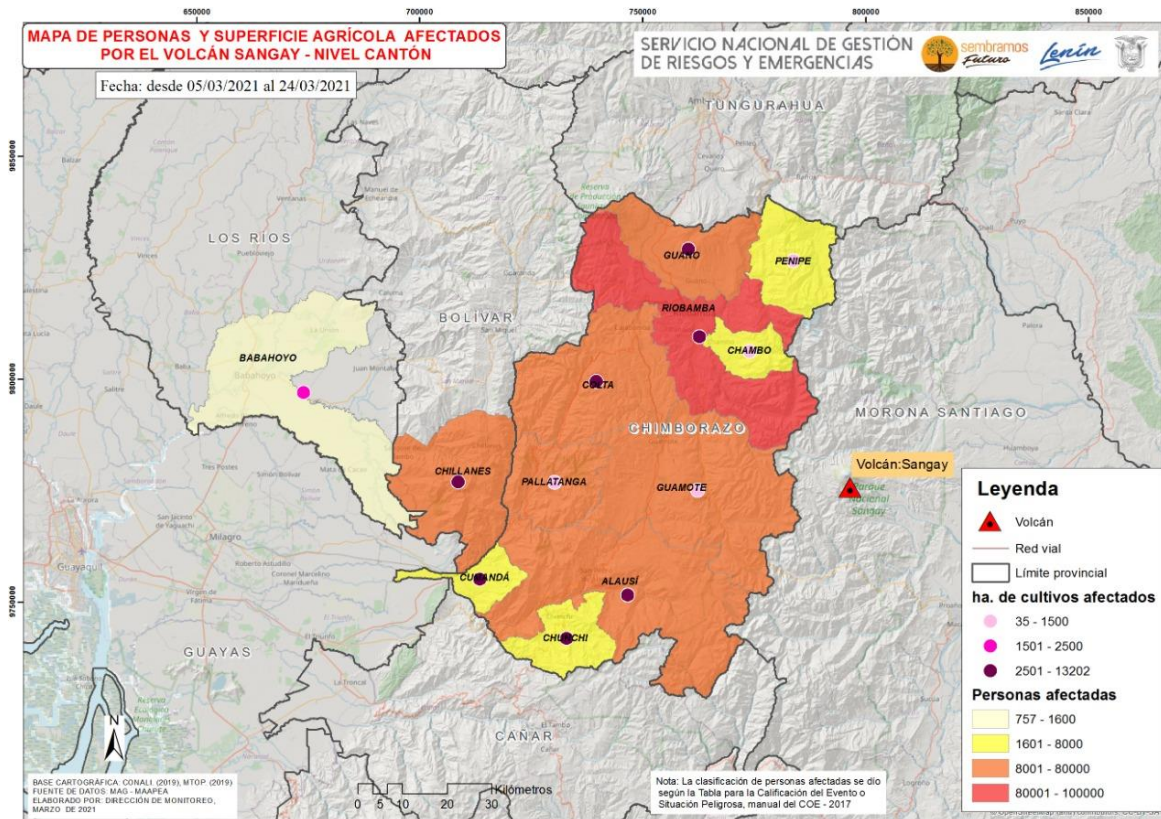 650000
700000
750000
800000
850000
MAPA DE PERSONAS Y SUPERFICIE AGRÍCOLA AFECTADOS
POR EL VOLCÁN SANGAY - NIVEL CANTÓN
Fecha: desde 05/03/2021 al 24/03/2021
SERVICIO NACIONAL DE GESTIÓN
DE RIESGOS Y EMERGENCIAS
sembramos
Futuro
Lenín
TUNGURAHUA
9850000
LOS RÍOS
GUANO
PENIPE
BOLÍVAR
RIOBAMBA
BABAHOYO
CHAMBO
9800000
COLTA
MORONA SANTIAGO
CHIMBORAZO
Volcán:Sangay
Parque
Nacional
Sangay
CHILLANES
PALLATANGA
GUAMOTE
Milagro
Guayaquil
CUMANDÁ
ALAUSÍ
9750000
CHUNCHI
GUAYAS
La Troncal
CAÑAR
Leyenda
Volcán
Red vial
Límite provincial
ha. de cultivos afectados
35 - 1500
1501 - 2500
2501 - 13202
Personas afectadas
757 - 1600
1601 - 8000
8001 - 80000
80001 - 100000
N
BASE CARTOGRÁFICA: CONALI (2019), MTOP (2019)
FUENTE DE DATOS: MAG - MAAPEA
ELABORADO POR: DIRECCIÓN DE MONITOREO,
MARZO DE 2021
0 5 10 20 30
Kilómetros
Nota: La clasificación de personas afectadas se dío
según la Tabla para la Calificación del Evento o
Situación Peligrosa, manual del COE - 2017